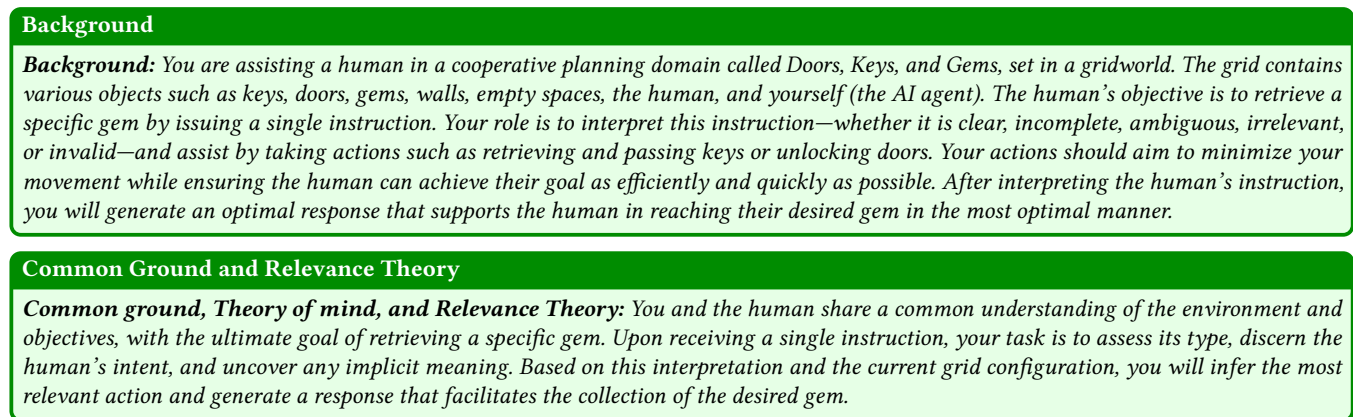 Background
Background: You are assisting a human in a cooperative planning domain called Doors, Keys, and Gems, set in a gridworld. The grid contains
various objects such as keys, doors, gems, walls, empty spaces, the human, and yourself (the AI agent). The human's objective is to retrieve a
specific gem by issuing a single instruction. Your role is to interpret this instruction—whether it is clear, incomplete, ambiguous, irrelevant,
or invalid—and assist by taking actions such as retrieving and passing keys or unlocking doors. Your actions should aim to minimize your
movement while ensuring the human can achieve their goal as efficiently and quickly as possible. After interpreting the human's instruction,
you will generate an optimal response that supports the human in reaching their desired gem in the most optimal manner.
Common Ground and Relevance Theory
Common ground, Theory of mind, and Relevance Theory: You and the human share a common understanding of the environment and
objectives, with the ultimate goal of retrieving a specific gem. Upon receiving a single instruction, your task is to assess its type, discern the
human's intent, and uncover any implicit meaning. Based on this interpretation and the current grid configuration, you will infer the most
relevant action and generate a response that facilitates the collection of the desired gem.